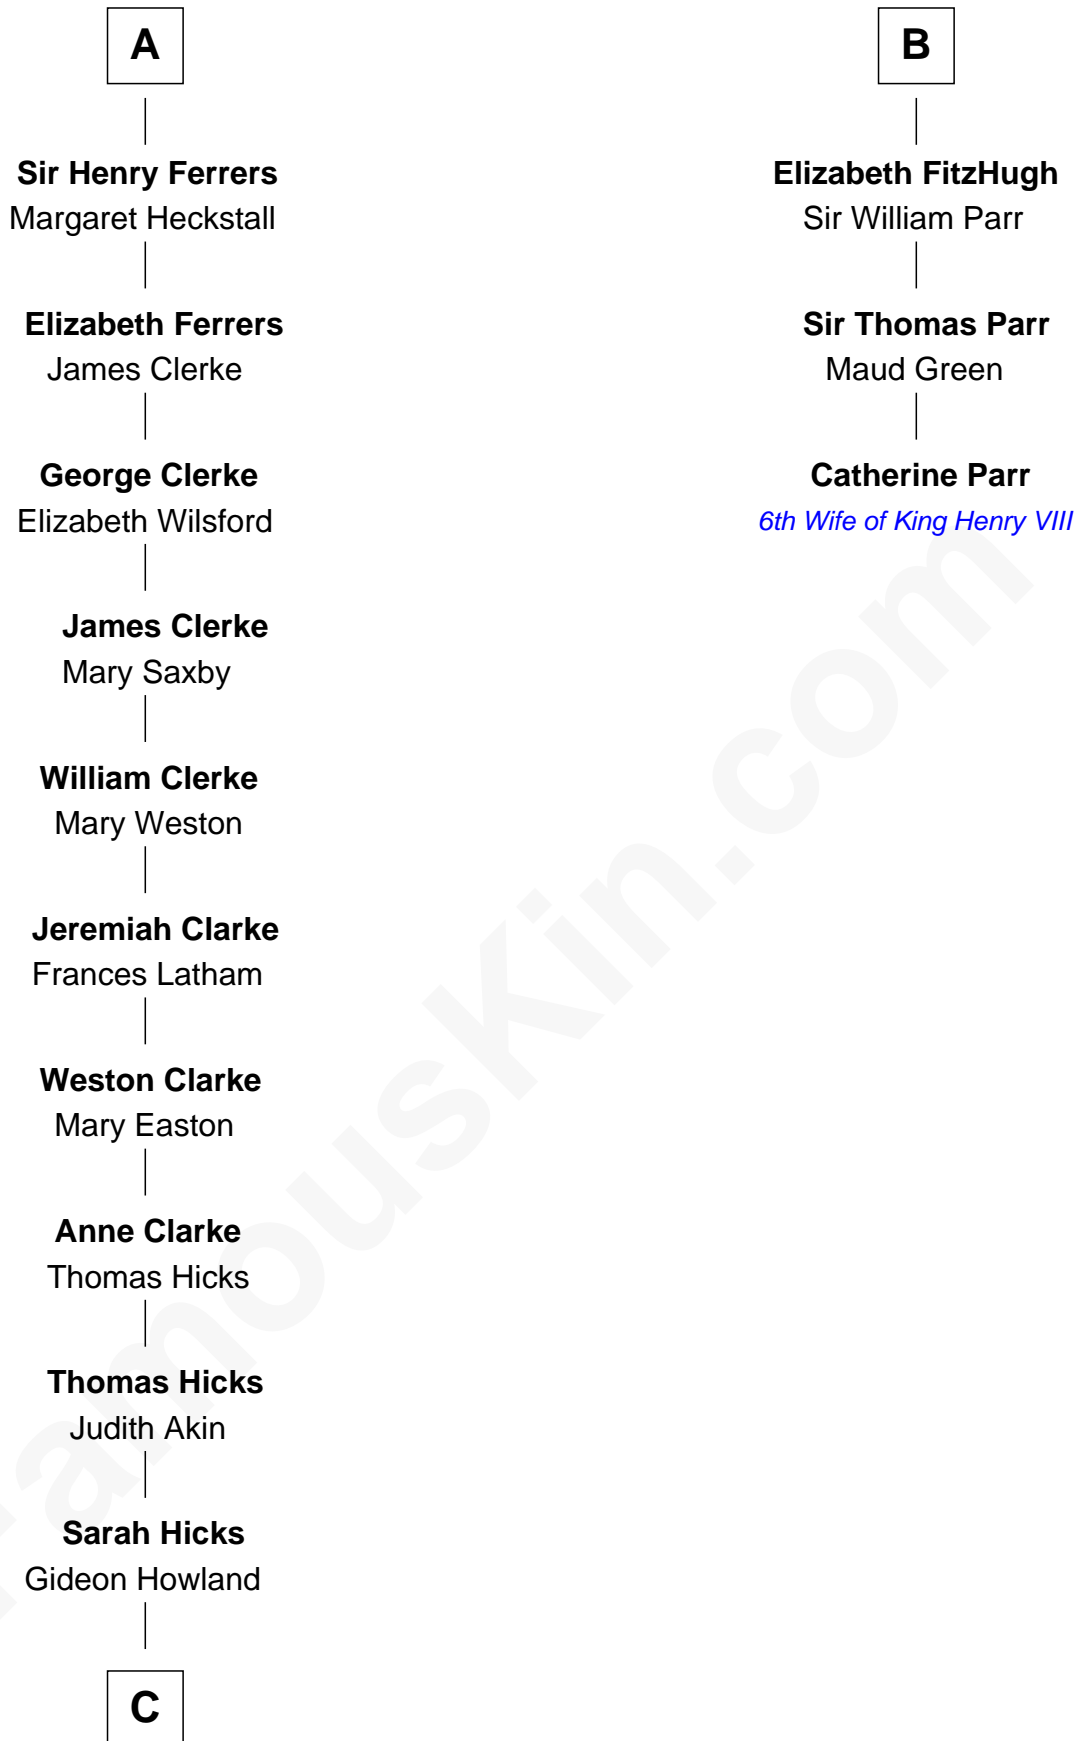 A
Sir Henry Ferrers
Margaret Heckstall
Elizabeth Ferrers
James Clerke
George Clerke
Elizabeth Wilsford
James Clerke
Mary Saxby
William Clerke
Mary Weston
Jeremiah Clarke
Frances Latham
Weston Clarke
Mary Easton
Anne Clarke
Thomas Hicks
Thomas Hicks
Judith Akin
Sarah Hicks
Gideon Howland
C
B
Elizabeth FitzHugh
Sir William Parr
Sir Thomas Parr
Maud Green
Catherine Parr
6th Wife of King Henry VIII
FamousKin.com